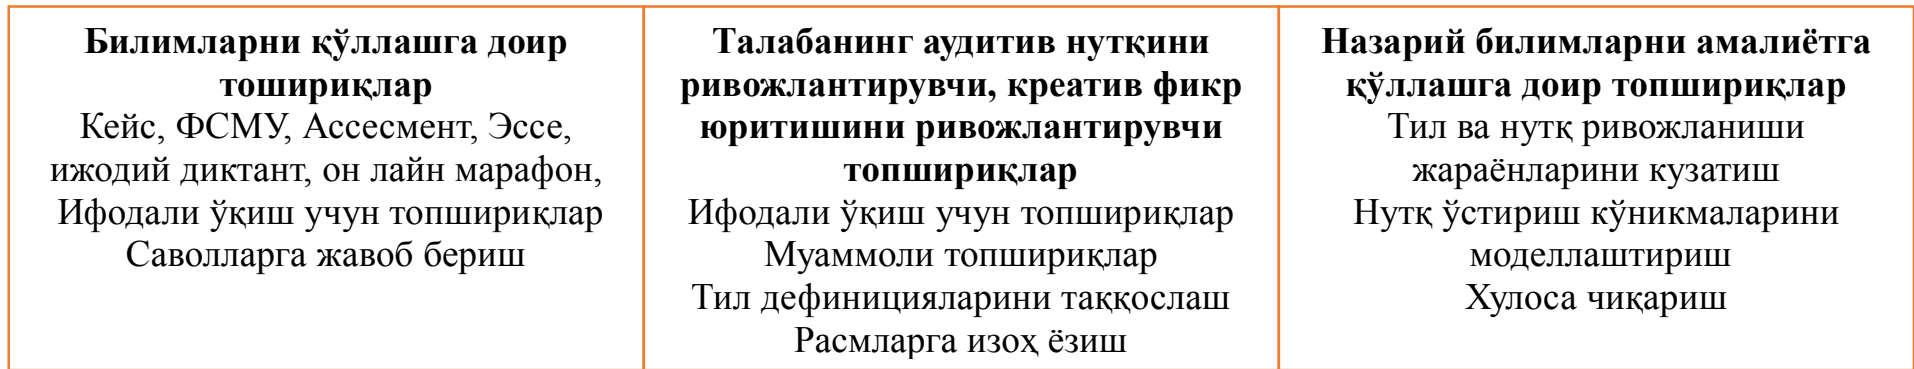 Билимларни қўллашга доир
тошириқлар
Кейс, ФСМУ, Ассесмент, Эссе,
ижодий диктант, он лайн марафон,
Ифодали ўқиш учун топшириқлар
Саволларга жавоб бериш
Талабанинг аудитив нутқини
ривожлантирувчи, креатив фикр
юритишини ривожлантирувчи
топшириқлар
Ифодали ўқиш учун топшириқлар
Муаммоли топшириқлар
Тил дефиницияларини таққослаш
Расмларга изоҳ ёзиш
Назарий билимларни амалиётга
қўллашга доир топшириқлар
Тил ва нутқ ривожланиши
жараёнларини кузатиш
Нутқ ўстириш кўникмаларини
моделлаштириш
Хулоса чиқариш